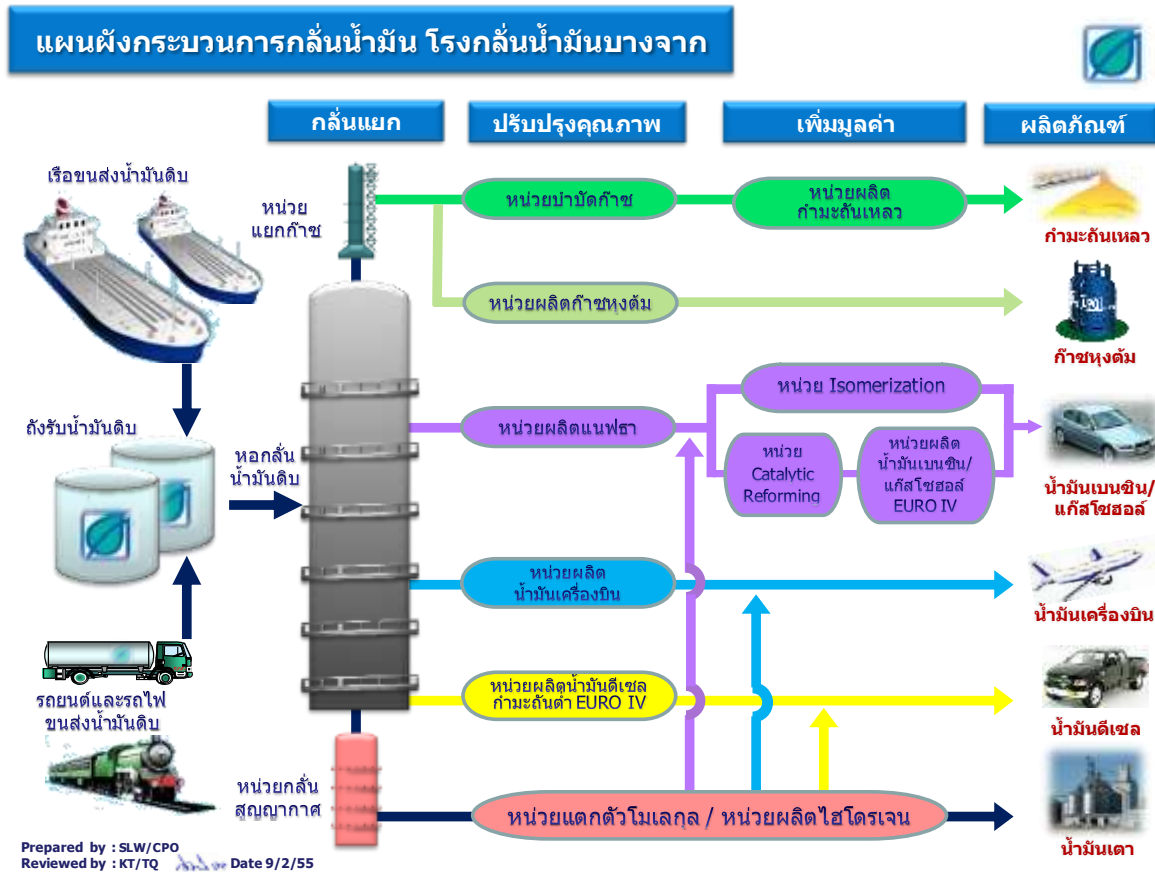 แผนผังกระบวนการกลั่นน้ำมัน โรงกลั่นน้ำมันบางจาก
กลั่นแยก
ปรับปรุงคุณภาพ
เพิ่มมูลค่า
ผลิตภัณฑ์
เรือขนส่งน้ำมันดิบ
หน่วย
แยกก๊าซ
หน่วยบำบัดก๊าซ
หน่วยผลิต
กำมะถันเหลว
กำมะถันเหลว
หน่วยผลิตก๊าซหุงต้ม
ก๊าซหุงต้ม
ถังรับน้ำมันดิบ
หอกลั่น
น้ำมันดิบ
หน่วยผลิตแนฟธา
หน่วย Isomerization
หน่วย
Catalytic
Reforming
หน่วยผลิต
น้ำมันเบนซิน/
แก๊สโซฮอล์
EURO IV
น้ำมันเบนซิน/
แก๊สโซฮอล์
หน่วยผลิต
น้ำมันเครื่องบิน
น้ำมันเครื่องบิน
รถยนต์และรถไฟ
ขนส่งน้ำมันดิบ
หน่วยผลิตน้ำมันดีเซล
กำมะถันต่ำ EURO IV
น้ำมันดีเซล
หน่วยกลั่น
สูญญากาศ
หน่วยแตกตัวโมเลกุล / หน่วยผลิตไฮโดรเจน
น้ำมันเตา
Prepared by : SLW/CPO
Reviewed by : KT/TQ Date 9/2/55